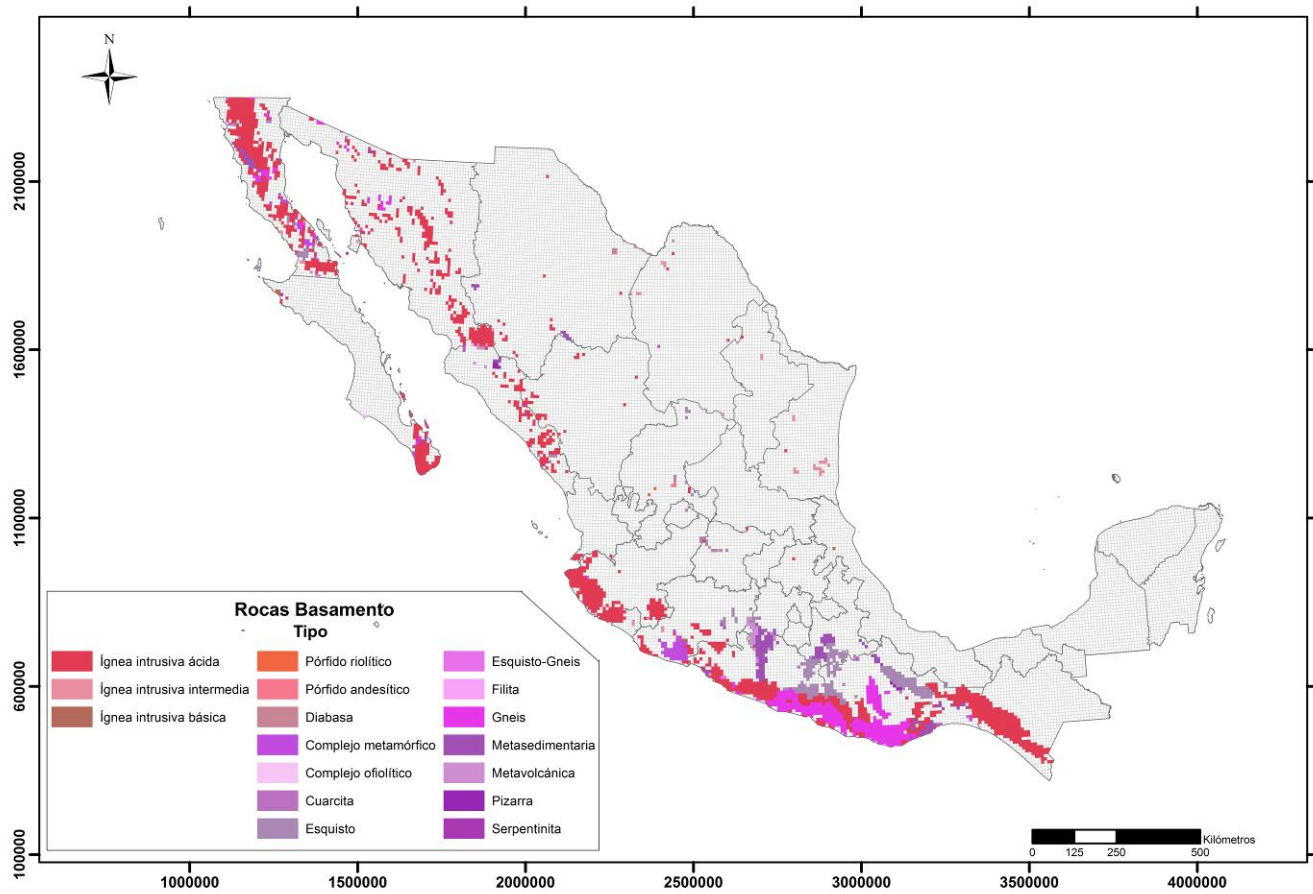 N
2100000
1600000
1100000
600000
100000
Rocas Basamento
Tipo
Ígnea intrusiva ácida
Ígnea intrusiva intermedia
Ígnea intrusiva básica
Pórfido riolítico
Pórfido andesítico
Diabasa
Complejo metamórfico
Complejo ofiolítico
Cuarcita
Esquisto
Esquisto-Gneis
Filita
Gneis
Metasedimentaria
Metavolcánica
Pizarra
Serpentinita
Kilómetros
0 125 250 500
1000000 1500000 2000000 2500000 3000000 3500000 4000000